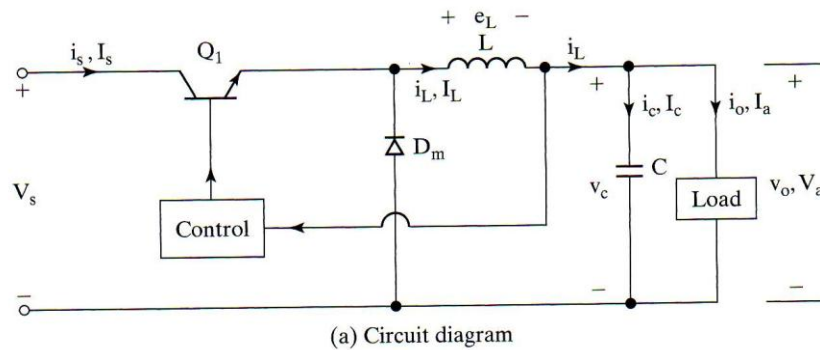 + e_L −
i_s, I_s
Q_1
L
i_L
+
i_L, I_L
+
i_c, I_c
i_o, I_a
+
D_m
V_s
v_c
C
Load
v_o, V_a
Control
−
−
−
(a) Circuit diagram